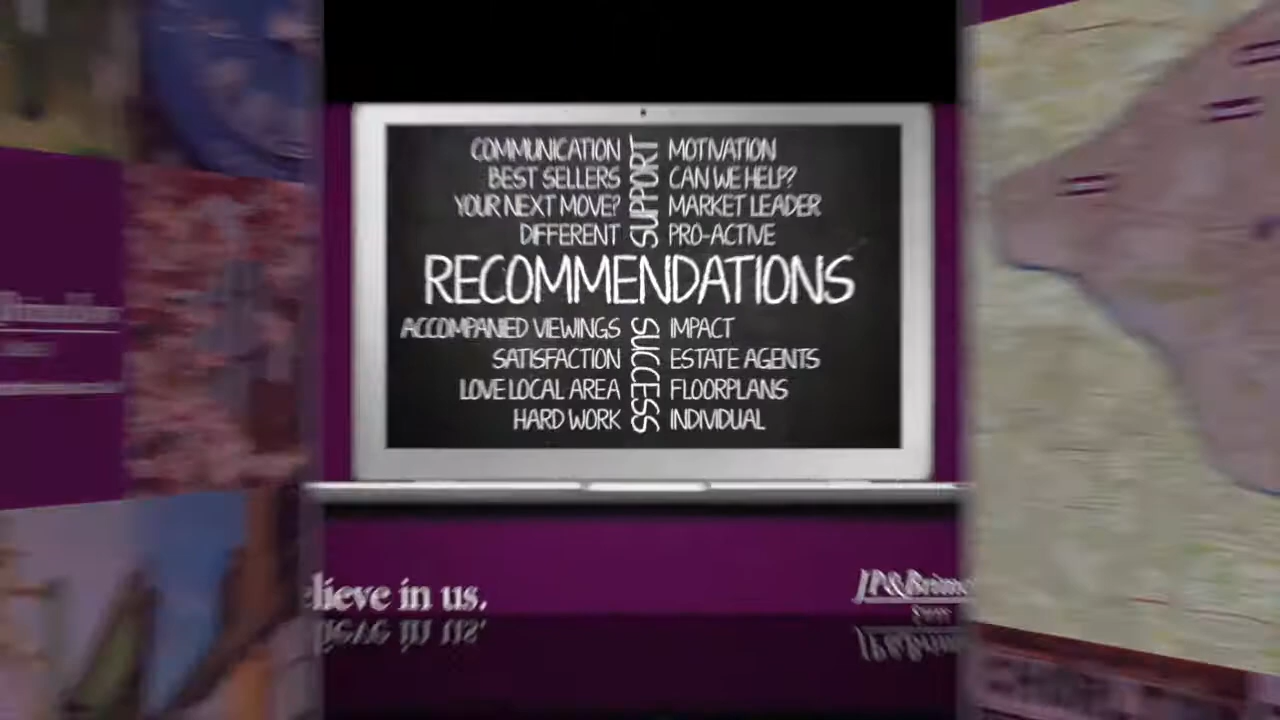 COMMUNICATION
BEST SELLERS
YOUR NEXT MOVE?
DIFFERENT
SUPPORT
MOTIVATION
CAN WE HELP?
MARKET LEADER
PRO-ACTIVE
RECOMMENDATIONS
ACCOMPANIED VIEWINGS
SATISFACTION
LOVE LOCAL AREA
HARD WORK
SUCCESS
IMPACT
ESTATE AGENTS
FLOORPLANS
INDIVIDUAL
in us.
JP&